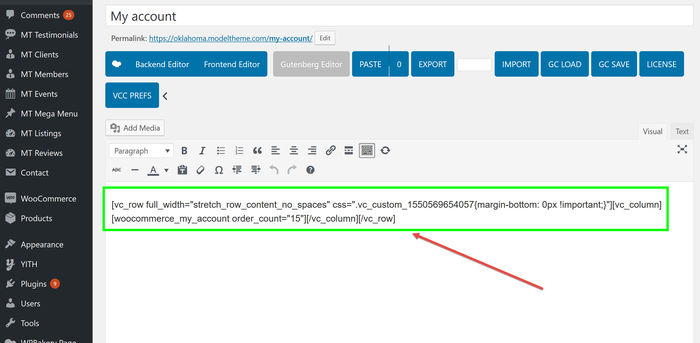 Comments 25
MT Testimonials
MT Clients
MT Members
MT Events
MT Mega Menu
MT Listings
MT Reviews
Contact
WooCommerce
Products
Appearance
YITH
Plugins 9
Users
Tools
WPBakery Page
My account
Permalink: https://oklahoma.modeltheme.com/my-account/ Edit
Backend Editor Frontend Editor Gutenberg Editor PASTE 0 EXPORT IMPORT GC LOAD GC SAVE LICENSE
VCC PREFS
Add Media
Visual Text
Paragraph B I
ABC A Ω
[vc_row full_width="stretch_row_content_no_spaces" css=".vc_custom_1550569654057{margin-bottom: 0px !important;}"][vc_column]
[woocommerce_my_account order_count="15"][/vc_column][/vc_row]